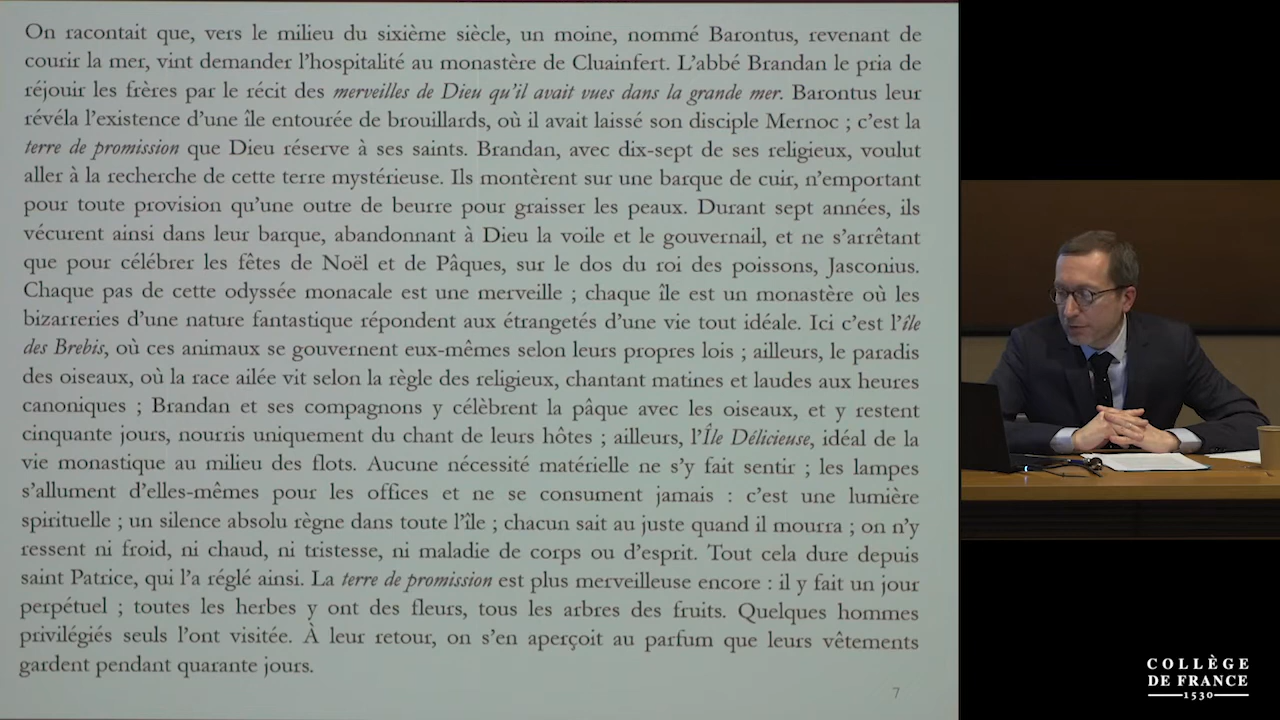 On racontait que, vers le milieu du sixième siècle, un moine, nommé Barontus, revenant de
courir la mer, vint demander l'hospitalité au monastère de Cluainfert. L'abbé Brandan le pria de
réjouir les frères par le récit des merveilles de Dieu qu'il avait vues dans la grande mer. Barontus leur
révéla l'existence d'une île entourée de brouillards, où il avait laissé son disciple Mernoc ; c'est la
terre de promission que Dieu réserve à ses saints. Brandan, avec dix-sept de ses religieux, voulut
aller à la recherche de cette terre mystérieuse. Ils montèrent sur une barque de cuir, n'emportant
pour toute provision qu'une outre de beurre pour graisser les peaux. Durant sept années, ils
vécurent ainsi dans leur barque, abandonnant à Dieu la voile et le gouvernail, et ne s'arrêtant
que pour célébrer les fêtes de Noël et de Pâques, sur le dos du roi des poissons, Jasconius.
Chaque pas de cette odyssée monacale est une merveille ; chaque île est un monastère où les
bizarreries d'une nature fantastique répondent aux étrangetés d'une vie tout idéale. Ici c'est l'île
des Brebis, où ces animaux se gouvernent eux-mêmes selon leurs propres lois ; ailleurs, le paradis
des oiseaux, où la race ailée vit selon la règle des religieux, chantant matines et laudes aux heures
canoniques ; Brandan et ses compagnons y célèbrent la pâque avec les oiseaux, et y restent
cinquante jours, nourris uniquement du chant de leurs hôtes ; ailleurs, l'Île Délicieuse, idéal de la
vie monastique au milieu des flots. Aucune nécessité matérielle ne s'y fait sentir ; les lampes
s'allument d'elles-mêmes pour les offices et ne se consument jamais : c'est une lumière
spirituelle ; un silence absolu règne dans toute l'île ; chacun sait au juste quand il mourra ; on n'y
ressent ni froid, ni chaud, ni tristesse, ni maladie de corps ou d'esprit. Tout cela dure depuis
saint Patrice, qui l'a réglé ainsi. La terre de promission est plus merveilleuse encore : il y fait un jour
perpétuel ; toutes les herbes y ont des fleurs, tous les arbres des fruits. Quelques hommes
privilégiés seuls l'ont visitée. À leur retour, on s'en aperçoit au parfum que leurs vêtements
gardent pendant quarante jours.
7
COLLÈGE
DE FRANCE
1530